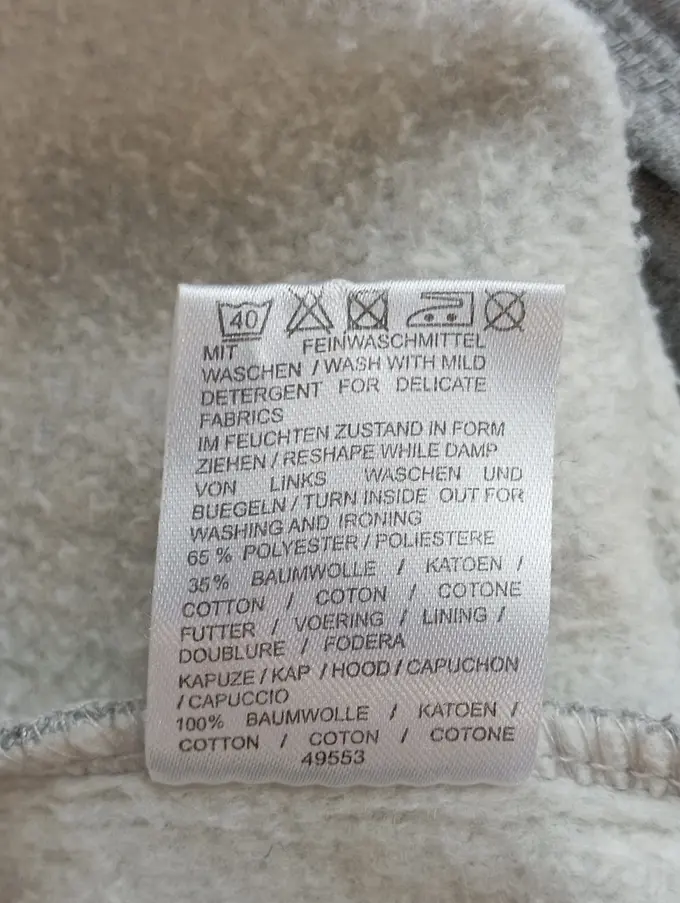 40
MIT FEINWASCHMITTEL
WASCHEN / WASH WITH MILD
DETERGENT FOR DELICATE
FABRICS
IM FEUCHTEN ZUSTAND IN FORM
ZIEHEN / RESHAPE WHILE DAMP
VON LINKS WASCHEN UND
BUEGELN / TURN INSIDE OUT FOR
WASHING AND IRONING
65 % POLYESTER / POLIESTERE
35% BAUMWOLLE / KATOEN /
COTTON / COTON / COTONE
FUTTER / VOERING / LINING /
DOUBLURE / FODERA
KAPUZE / KAP / HOOD / CAPUCHON
/ CAPUCCIO
100% BAUMWOLLE / KATOEN /
COTTON / COTON / COTONE
49553